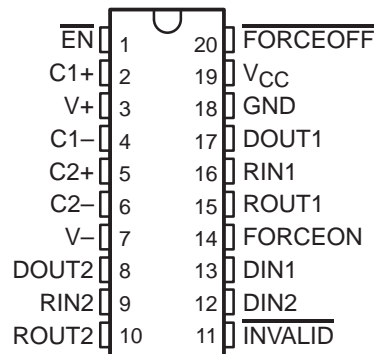 EN 1 20 FORCEOFF
C1+ 2 19 VCC
V+ 3 18 GND
C1– 4 17 DOUT1
C2+ 5 16 RIN1
C2– 6 15 ROUT1
V– 7 14 FORCEON
DOUT2 8 13 DIN1
RIN2 9 12 DIN2
ROUT2 10 11 INVALID